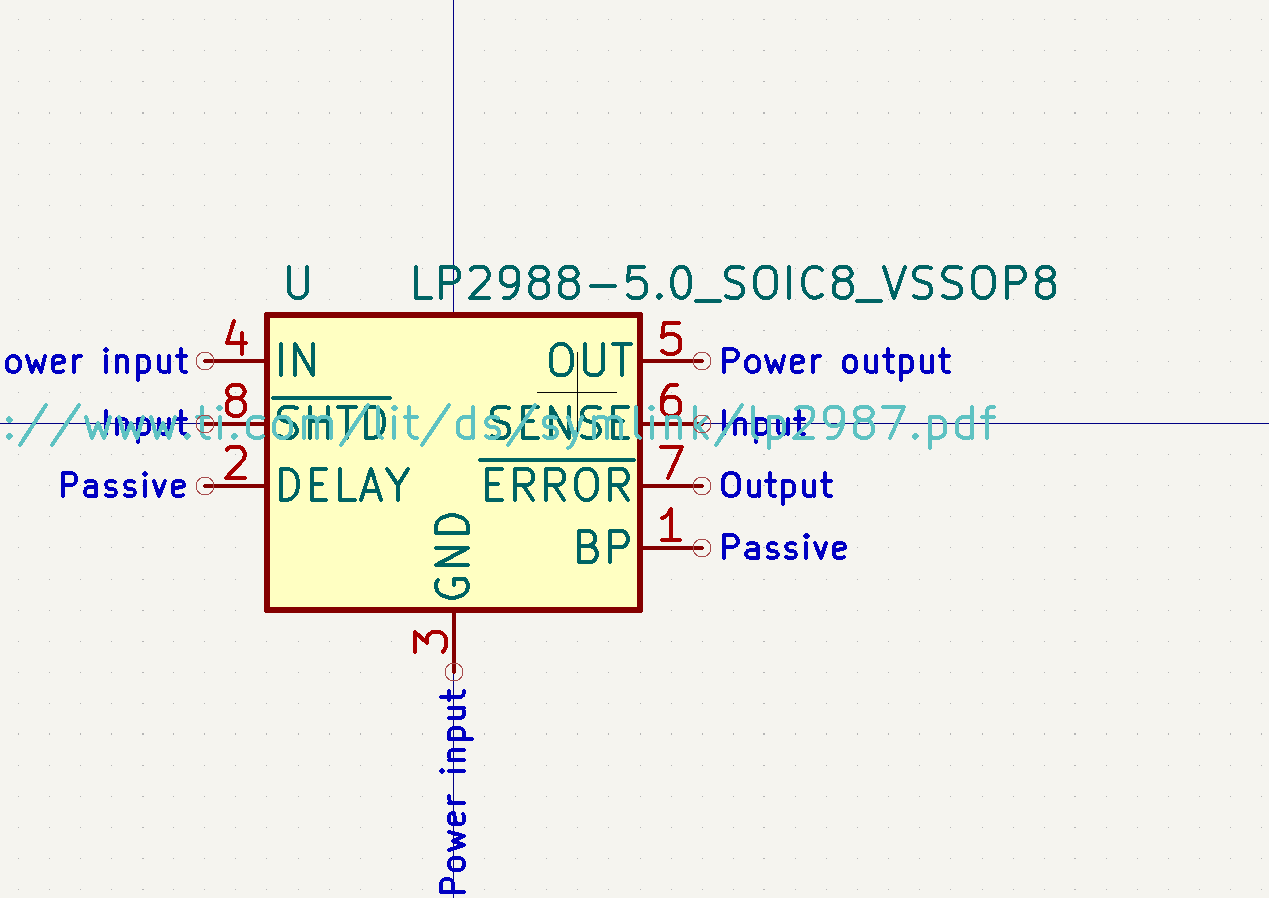 U LP2988-5.0_SOIC8_VSSOP8
ower input 4 IN OUT 5 Power output
Input 8 SHTD SENSE 6 Input
://www.ti.com/lit/ds/symlink/lp2987.pdf
Passive 2 DELAY ERROR 7 Output
BP 1 Passive
GND
3
Power input